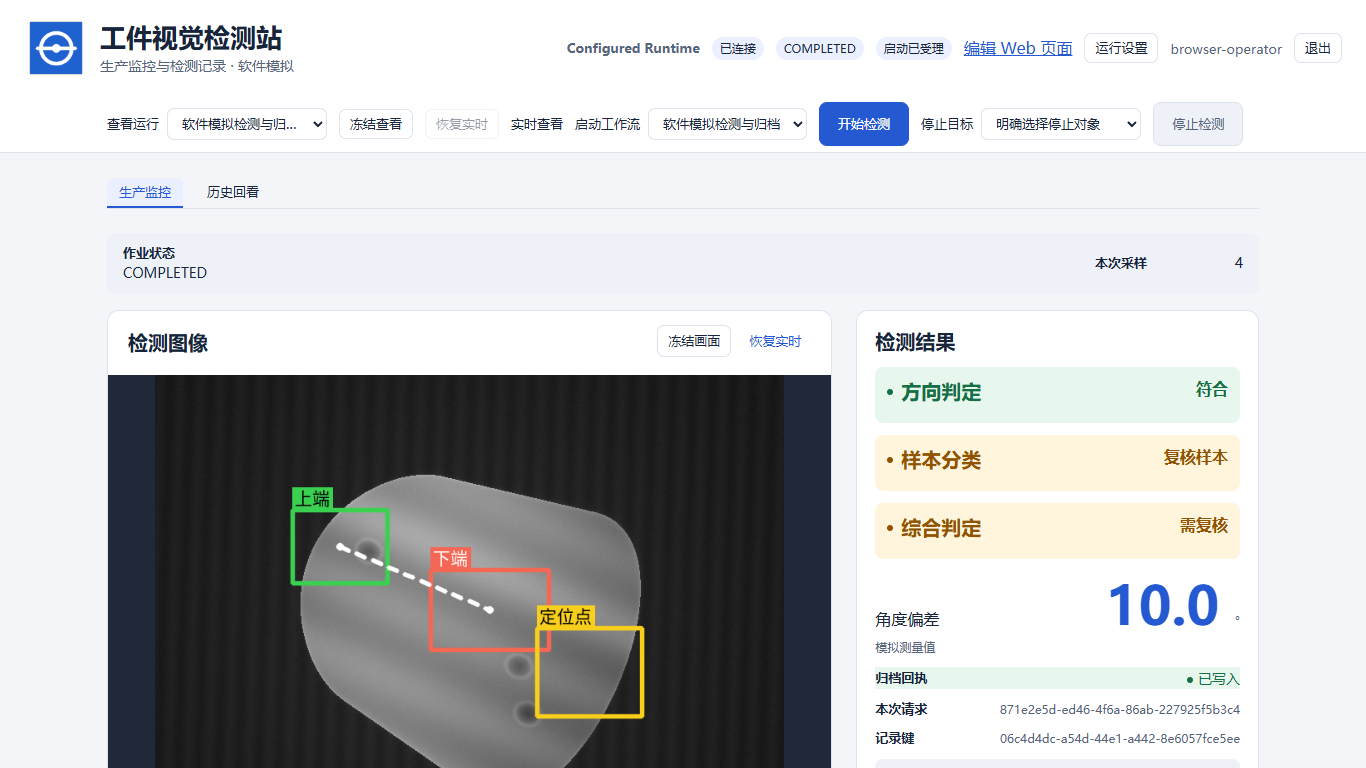 工件视觉检测站
生产监控与检测记录 · 软件模拟
Configured Runtime 已连接 COMPLETED 启动已受理 编辑 Web 页面 运行设置 browser-operator 退出
查看运行 软件模拟检测与归... 冻结查看 恢复实时 实时查看 启动工作流 软件模拟检测与归档 开始检测 停止目标 明确选择停止对象 停止检测
生产监控 历史回看
作业状态
COMPLETED
本次采样 4
检测图像 冻结画面 恢复实时
上端
下端
定位点
检测结果
• 方向判定 符合
• 样本分类 复核样本
• 综合判定 需复核
角度偏差 10.0 °
模拟测量值
归档回执 • 已写入
本次请求 871e2e5d-ed46-4f6a-86ab-227925f5b3c4
记录键 06c4d4dc-a54d-44e1-a442-8e6057fce5ee